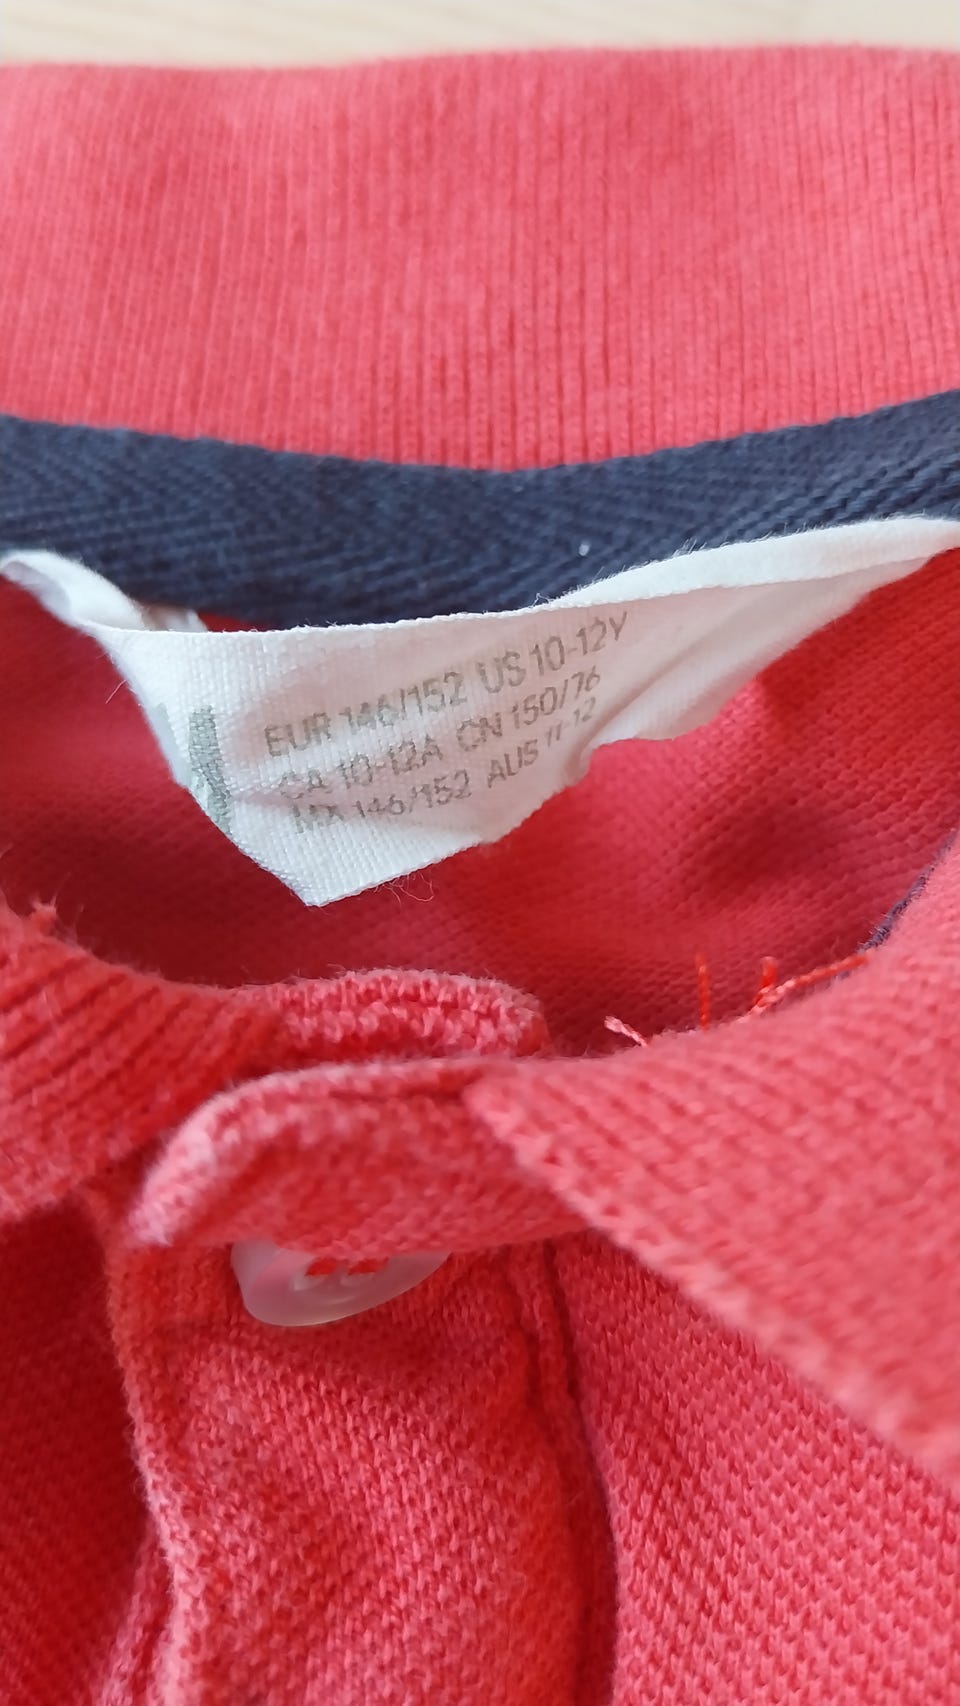 EUR 146/152 US 10-12Y
CA 10-12A CN 150/76
MX 146/152 AUS 11-12